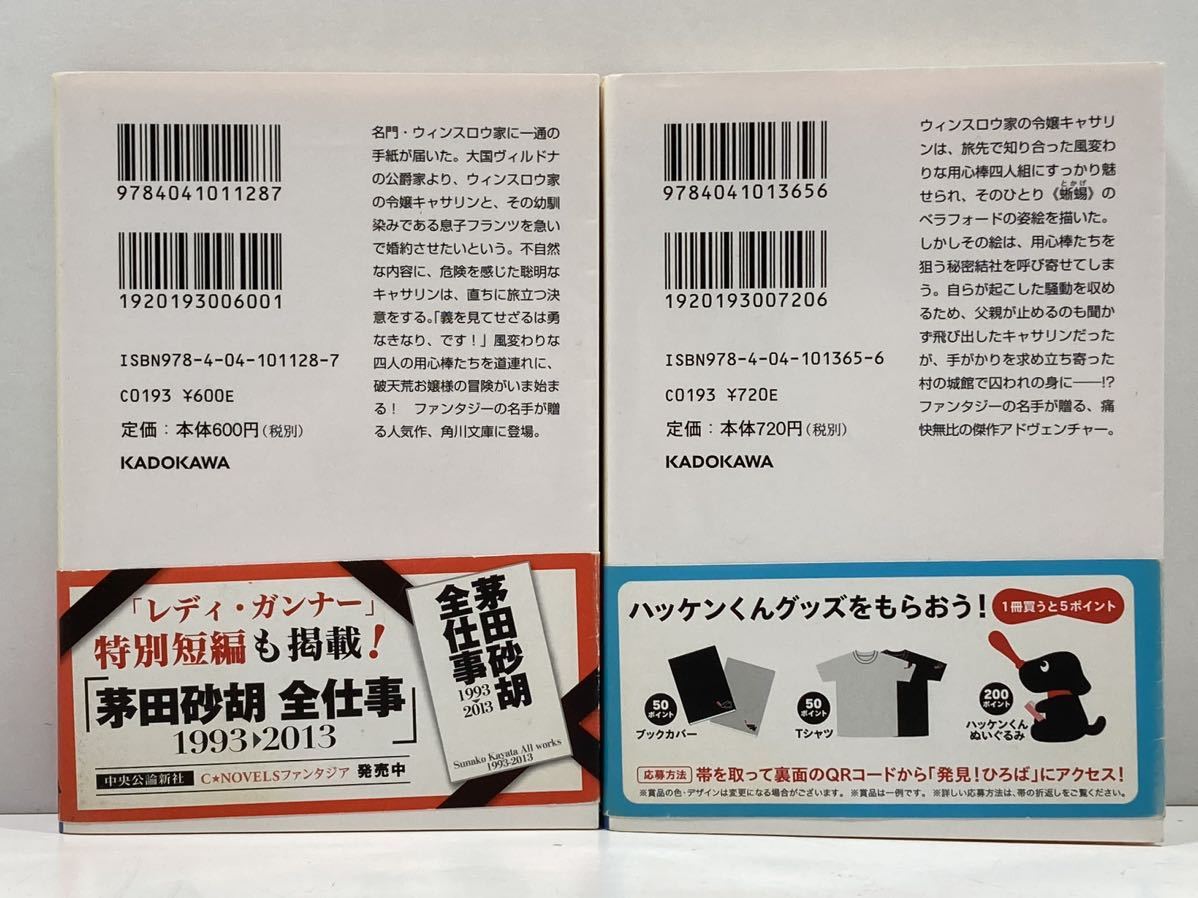 9784041011287
1920193006001
ISBN978-4-04-101128-7
C0193 ¥600E
定価：本体600円（税別）
KADOKAWA
名門・ウィンスロウ家に一通の
手紙が届いた。大国ヴィルドナ
の公爵家より、ウィンスロウ家
の令嬢キャサリンと、その幼馴
染みである息子フランツを急い
で婚約させたいという。不自然
な内容に、危険を感じた聡明な
キャサリンは、直ちに旅立つ決
意をする。「義を見てせざるは勇
なきなり、です！」風変わりな
四人の用心棒たちを道連れに、
破天荒お嬢様の冒険がいま始ま
る！　ファンタジーの名手が贈
る人気作、角川文庫に登場。
「レディ・ガンナー」
特別短編も掲載！
「茅田砂胡 全仕事」
1993▶2013
中央公論新社 C★NOVELSファンタジア 発売中
茅田砂胡
全仕事
1993
2013
Sunako Kayata All works
1993-2013
9784041013656
1920193007206
ISBN978-4-04-101365-6
C0193 ¥720E
定価：本体720円（税別）
KADOKAWA
ウィンスロウ家の令嬢キャサリ
ンは、旅先で知り合った風変わ
りな用心棒四人組にすっかり魅
せられ、そのひとり《蜥蜴》の
とかげ
ベラフォードの姿絵を描いた。
しかしその絵は、用心棒たちを
狙う秘密結社を呼び寄せてしま
う。自らが起こした騒動を収め
るため、父親が止めるのも聞か
ず飛び出したキャサリンだった
が、手がかりを求め立ち寄った
村の城館で囚われの身に――!?
ファンタジーの名手が贈る、痛
快無比の傑作アドヴェンチャー。
ハッケンくんグッズをもらおう！
1冊買うと5ポイント
50
ポイント
ブックカバー
50
ポイント
Tシャツ
200
ポイント
ハッケンくん
ぬいぐるみ
応募方法 帯を取って裏面のQRコードから「発見！ひろば」にアクセス！
※賞品の色・デザインは変更になる場合がございます。 ※賞品は一例です。 ※詳しい応募方法は、帯の折返しをご覧ください。